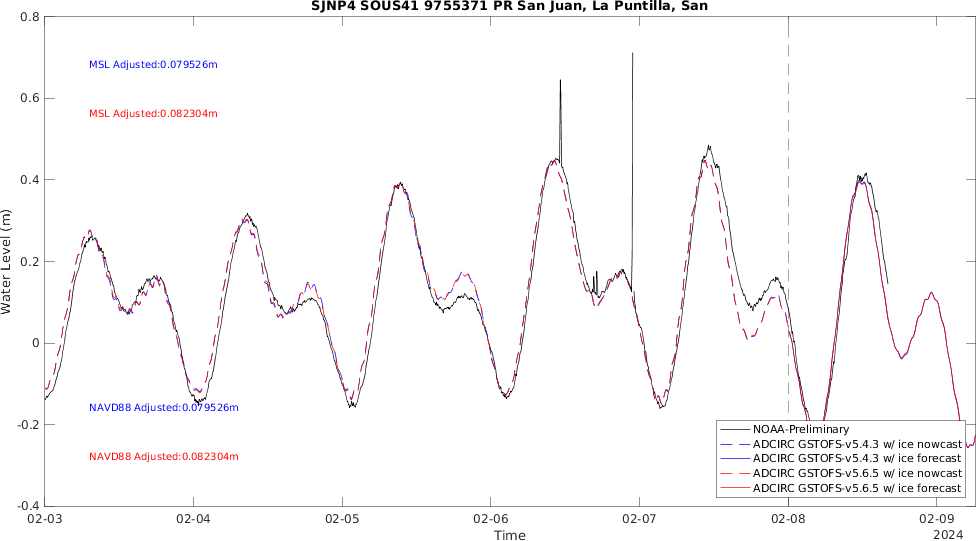 SJNP4 SOUS41 9755371 PR San Juan, La Puntilla, San
0.8
0.6
0.4
0.2
0
-0.2
-0.4
Water Level (m)
MSL Adjusted:0.079526m
MSL Adjusted:0.082304m
NAVD88 Adjusted:0.079526m
NAVD88 Adjusted:0.082304m
NOAA-Preliminary
ADCIRC GSTOFS-v5.4.3 w/ ice nowcast
ADCIRC GSTOFS-v5.4.3 w/ ice forecast
ADCIRC GSTOFS-v5.6.5 w/ ice nowcast
ADCIRC GSTOFS-v5.6.5 w/ ice forecast
02-03 02-04 02-05 02-06 02-07 02-08 02-09
Time
2024